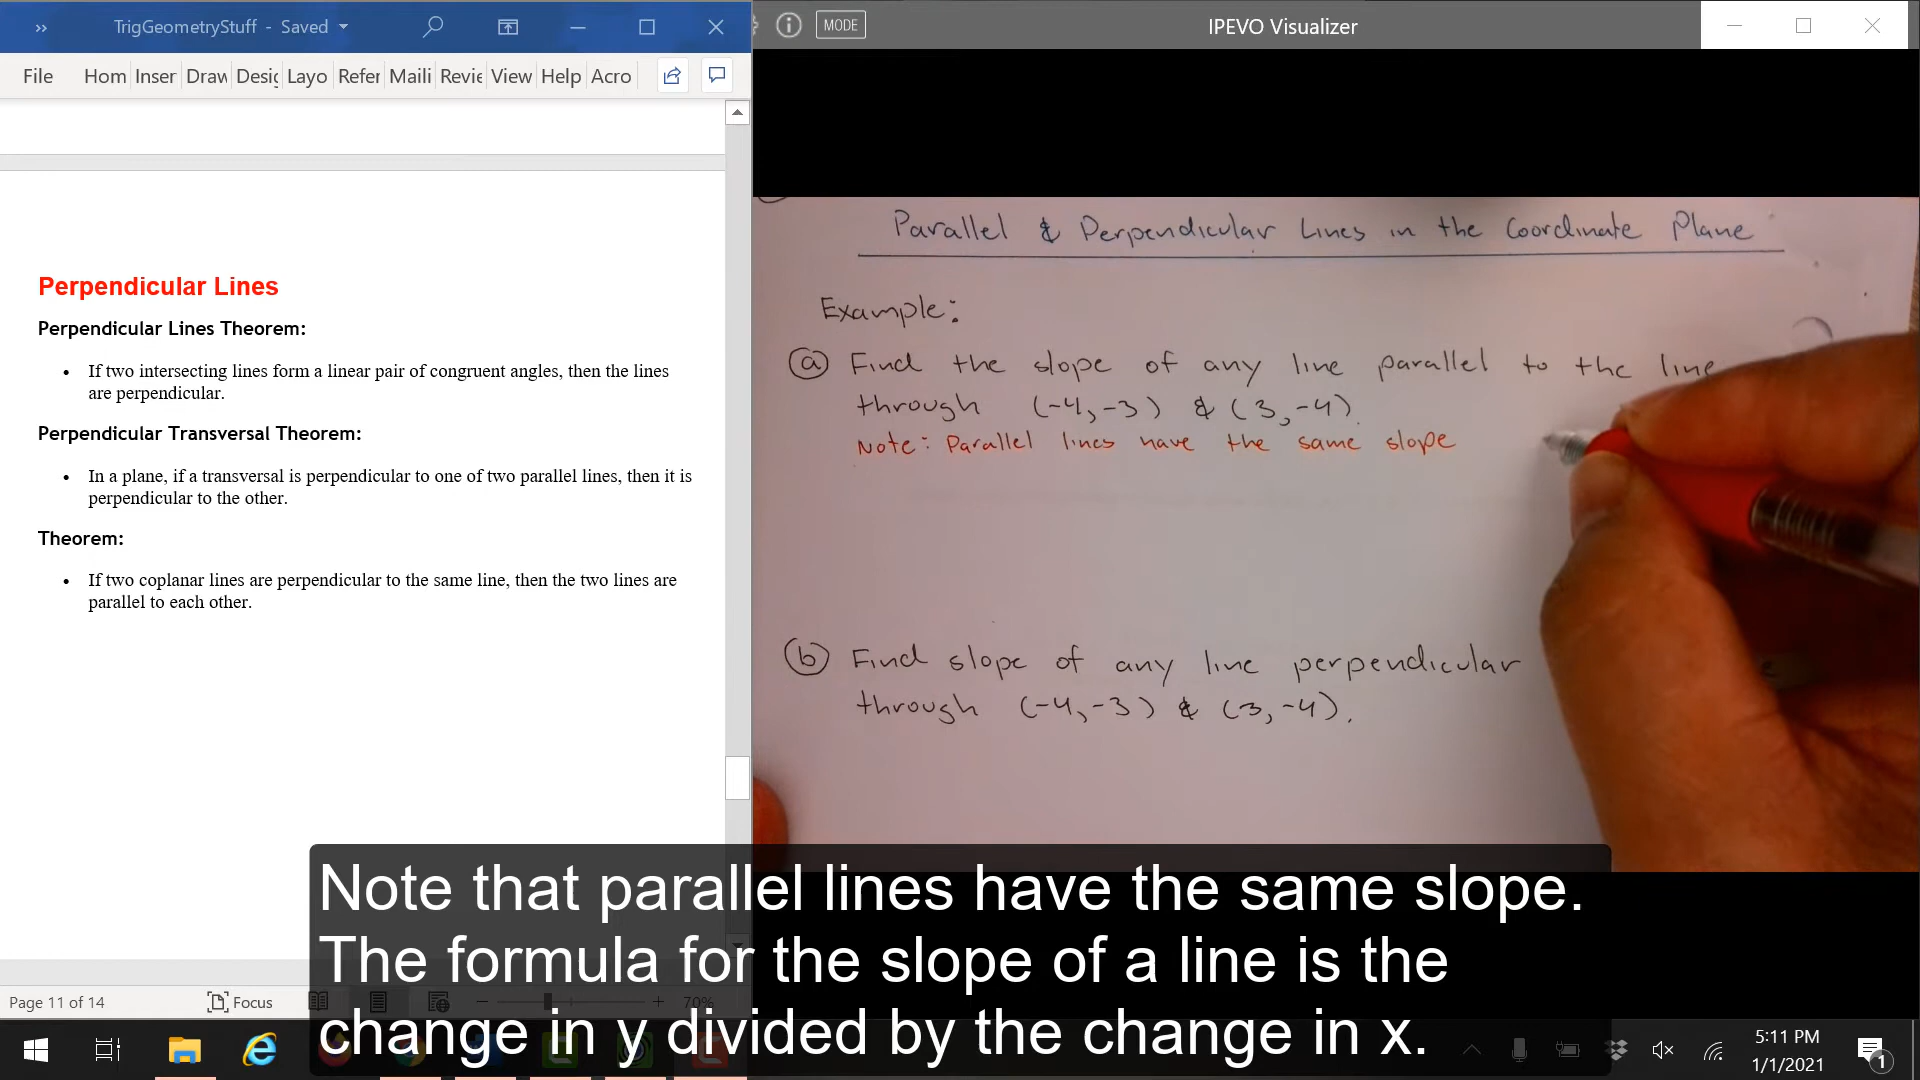 TrigGeometryStuff - Saved
MODE
IPEVO Visualizer
File Hom Inser Draw Desig Layo Refer Maili Revie View Help Acro
Perpendicular Lines
Perpendicular Lines Theorem:
• If two intersecting lines form a linear pair of congruent angles, then the lines
are perpendicular.
Perpendicular Transversal Theorem:
• In a plane, if a transversal is perpendicular to one of two parallel lines, then it is
perpendicular to the other.
Theorem:
• If two coplanar lines are perpendicular to the same line, then the two lines are
parallel to each other.
Parallel & Perpendicular Lines in the Coordinate Plane
Example:
(a) Find the slope of any line parallel to the line
through (-4,-3) & (3,-4).
Note: Parallel lines have the same slope
(b) Find slope of any line perpendicular
through (-4,-3) & (3,-4).
Note that parallel lines have the same slope.
The formula for the slope of a line is the
change in y divided by the change in x.
Page 11 of 14 Focus 70%
5:11 PM
1/1/2021
1